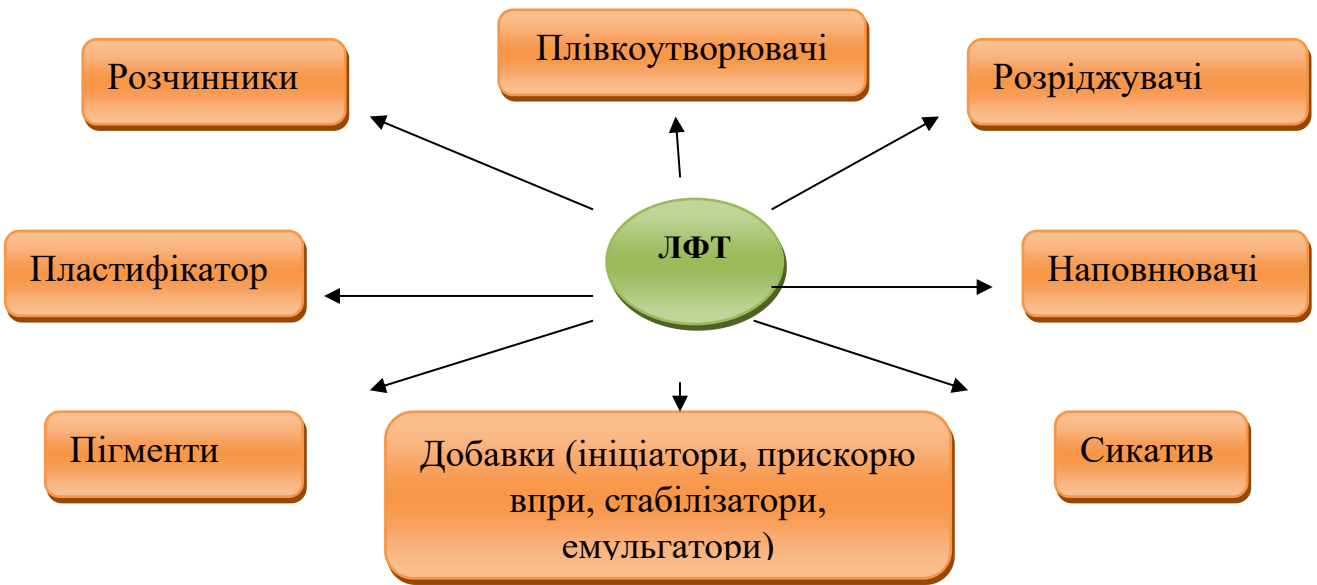 Плівкоутворювачі
Розчинники
Розріджувачі
ЛФТ
Пластифікатор
Наповнювачі
Пігменти
Сикатив
Добавки (ініціатори, прискорю
впри, стабілізатори,
емульгатори)